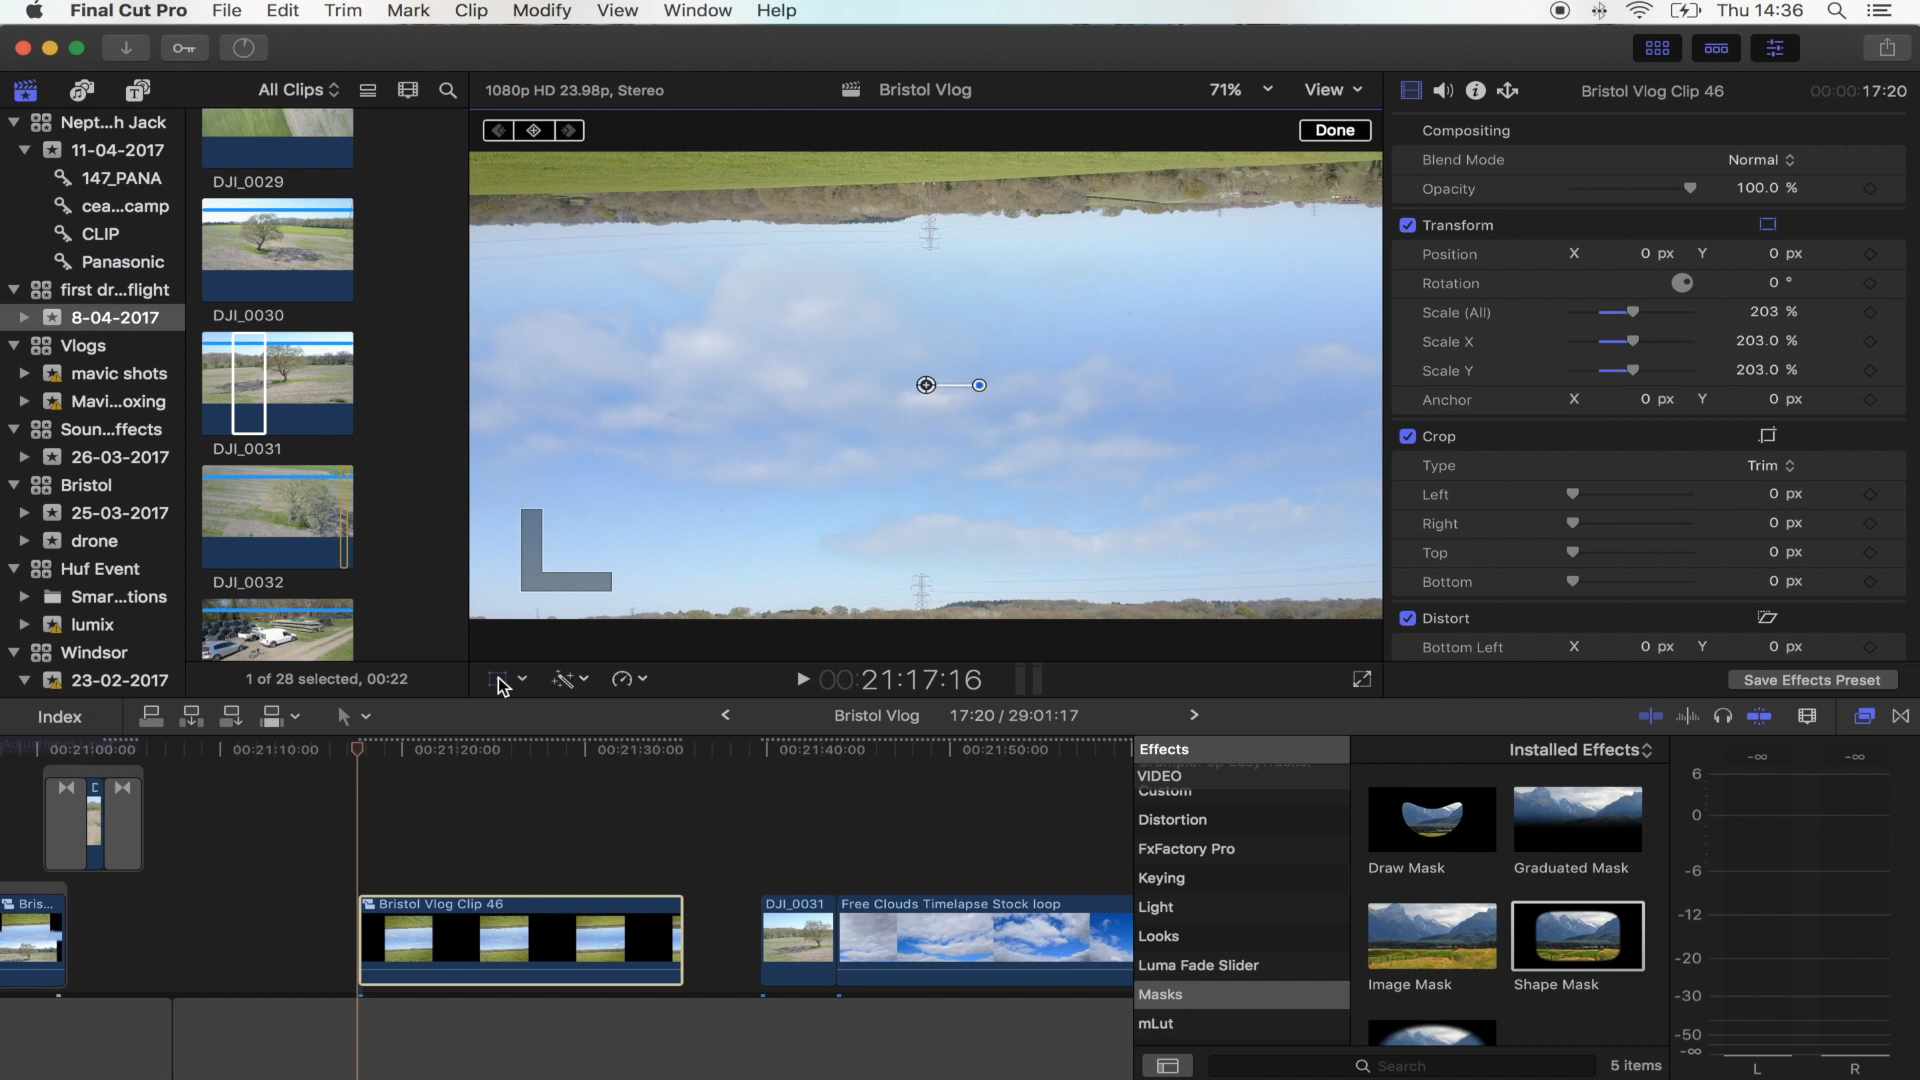 Final Cut Pro File Edit Trim Mark Clip Modify View Window Help Thu 14:36
All Clips
1080p HD 23.98p, Stereo
Bristol Vlog
71%
View
Bristol Vlog Clip 46
00:00:17:20
Nept...h Jack
11-04-2017
147_PANA
cea...camp
CLIP
Panasonic
first dr...flight
8-04-2017
Vlogs
mavic shots
Mavi...oxing
Soun...ffects
26-03-2017
Bristol
25-03-2017
drone
Huf Event
Smar...tions
lumix
Windsor
23-02-2017
DJI_0029
DJI_0030
DJI_0031
DJI_0032
1 of 28 selected, 00:22
Done
00:21:17:16
Compositing
Blend Mode Normal
Opacity 100.0 %
Transform
Position X 0 px Y 0 px
Rotation 0 °
Scale (All) 203 %
Scale X 203.0 %
Scale Y 203.0 %
Anchor X 0 px Y 0 px
Crop
Type Trim
Left 0 px
Right 0 px
Top 0 px
Bottom 0 px
Distort
Bottom Left X 0 px Y 0 px
Save Effects Preset
Index
Bristol Vlog 17:20 / 29:01:17
00:21:00:00 00:21:10:00 00:21:20:00 00:21:30:00 00:21:40:00 00:21:50:00
D
Bris...
Bristol Vlog Clip 46
DJI_0031
Free Clouds Timelapse Stock loop
Effects
Installed Effects
VIDEO
Custom
Distortion
FxFactory Pro
Keying
Light
Looks
Luma Fade Slider
Masks
mLut
Draw Mask
Graduated Mask
Image Mask
Shape Mask
Search
5 items
-∞ -∞
6
0
-6
-12
-20
-30
-50
-∞
L R